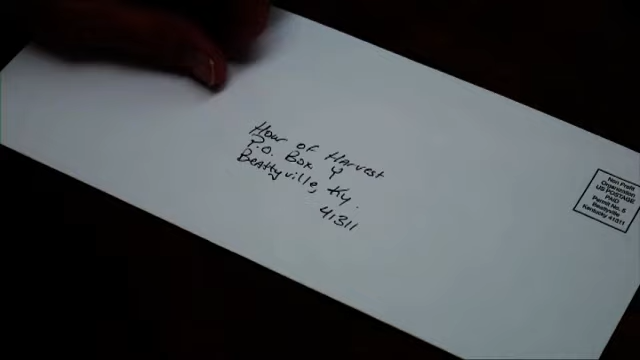 Hour of Harvest
P.O. Box 4
Beattyville, Ky.
41311
Non Profit
Organization
US POSTAGE
PAID
Permit No. 5
Beattyville
Kentucky 41311